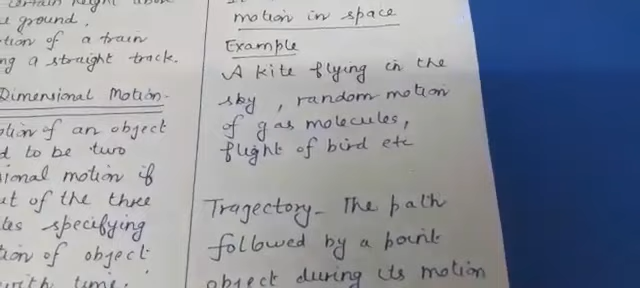 certain height above
ground.
of a train
a straight track.
Dimensional Motion.
of an object
to be two
motion if
of the three
specifying
of object
with time.
motion in space
Example
A kite flying in the
sky, random motion
of gas molecules,
flight of bird etc
Tragectory - The path
followed by a point
object during its motion